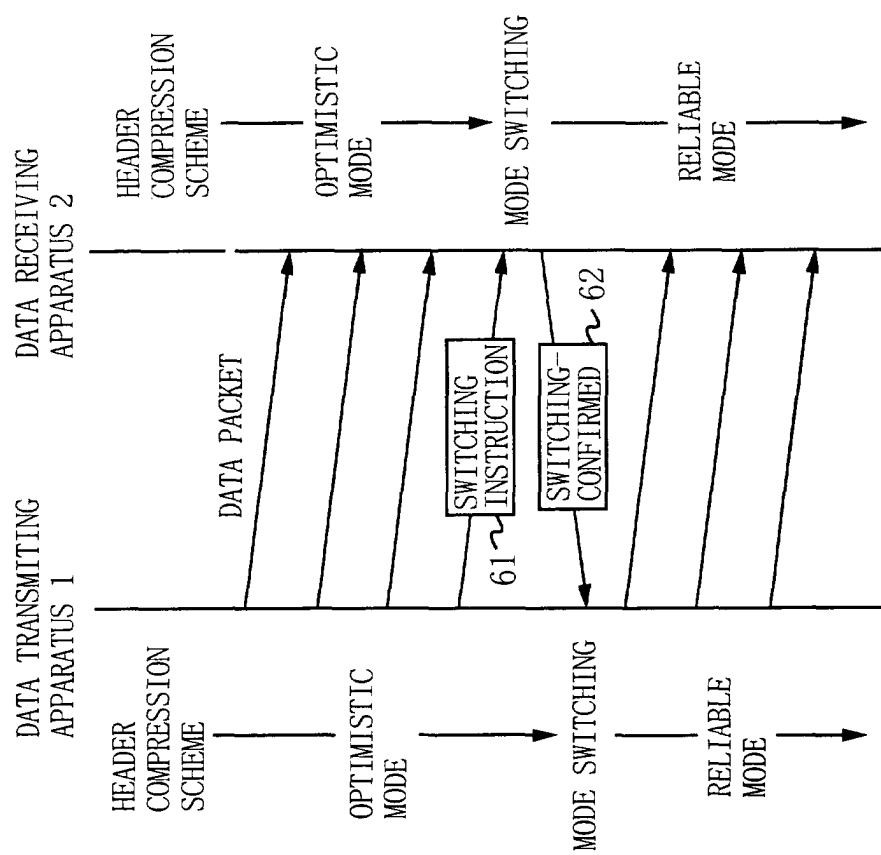 DATA TRANSMITING
APPARATUS 1
DATA RECEIVING
APPARATUS 2
HEADER
COMPRESSION
SCHEME
HEADER
COMPRESSION
SCHEME
DATA PACKET
OPTIMISTIC
MODE
OPTIMISTIC
MODE
SWITCHING
INSTRUCTION
61
MODE SWITCHING
SWITCHING-
CONFIRMED
62
MODE SWITCHING
RELIABLE
MODE
RELIABLE
MODE